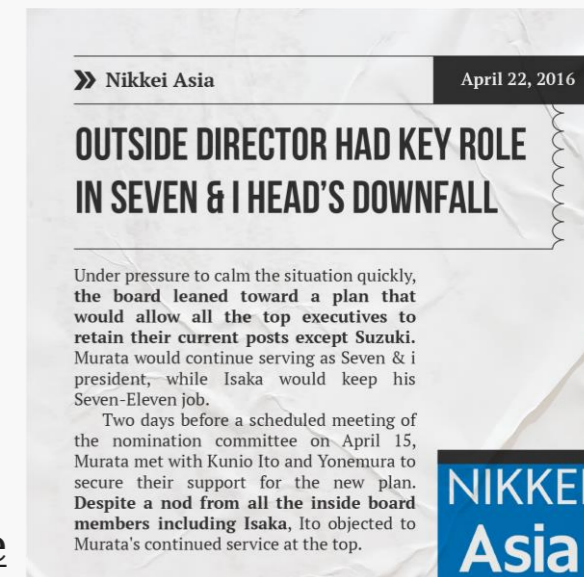 Nikkei Asia
April 22, 2016
OUTSIDE DIRECTOR HAD KEY ROLE
IN SEVEN & I HEAD'S DOWNFALL
Under pressure to calm the situation quickly,
the board leaned toward a plan that
would allow all the top executives to
retain their current posts except Suzuki.
Murata would continue serving as Seven & i
president, while Isaka would keep his
Seven-Eleven job.
Two days before a scheduled meeting of
the nomination committee on April 15,
Murata met with Kunio Ito and Yonemura to
secure their support for the new plan.
Despite a nod from all the inside board
members including Isaka, Ito objected to
Murata's continued service at the top.
NIKKEI
Asia